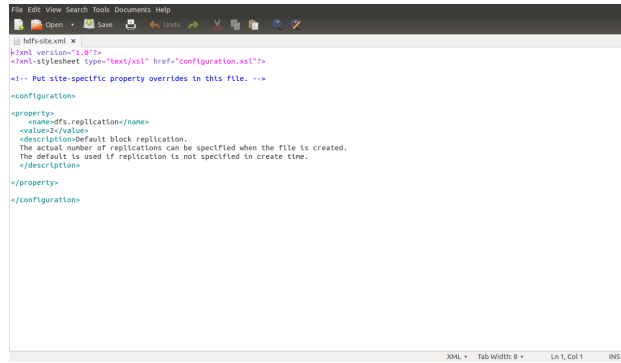 File Edit View Search Tools Documents Help
Open Save Undo
hdfs-site.xml ×
<?xml version="1.0"?>
<?xml-stylesheet type="text/xsl" href="configuration.xsl"?>
<!-- Put site-specific property overrides in this file. -->
<configuration>
<property>
<name>dfs.replication</name>
<value>2</value>
<description>Default block replication.
The actual number of replications can be specified when the file is created.
The default is used if replication is not specified in create time.
</description>
</property>
</configuration>
XML Tab Width: 8 Ln 1, Col 1 INS